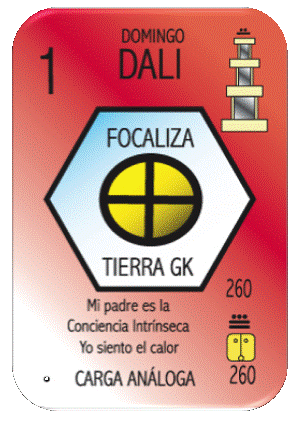 DOMINGO
1
DALI
FOCALIZA
TIERRA GK
260
Mi padre es la
Conciencia Intrínseca
Yo siento el calor
CARGA ANÁLOGA
260